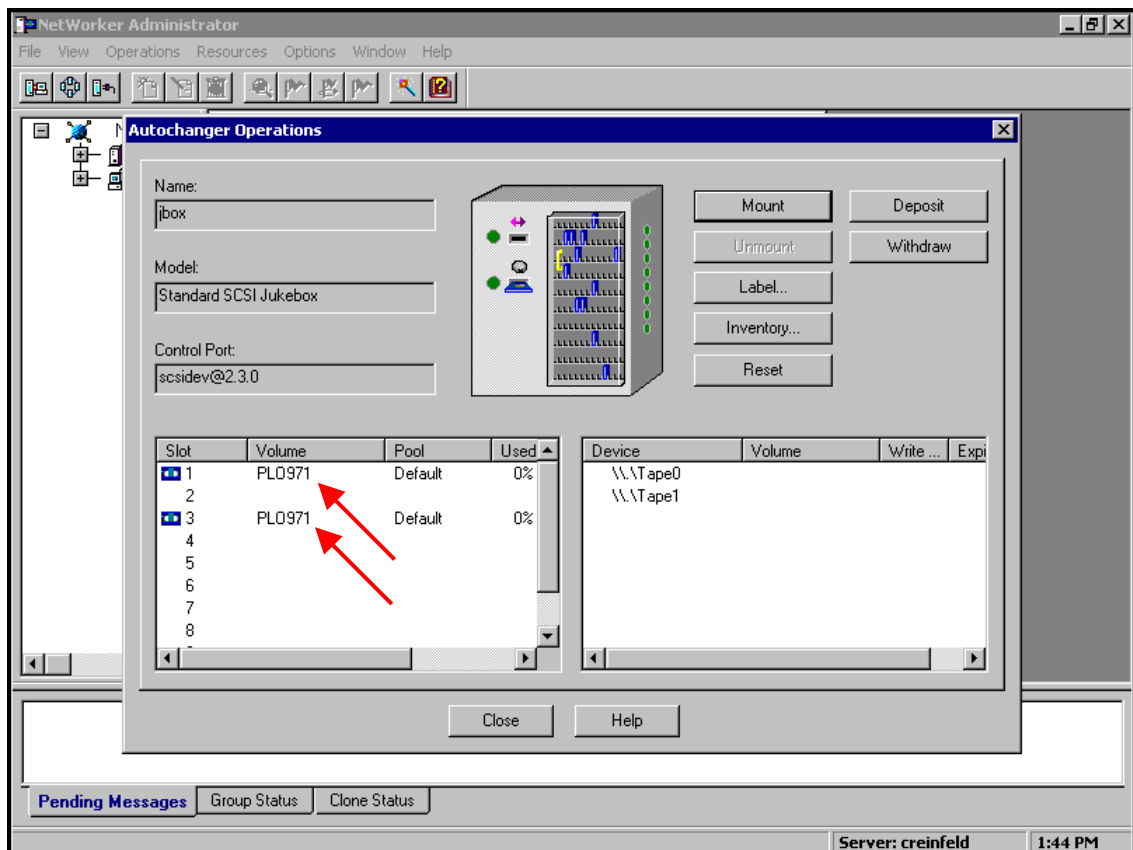 NetWorker Administrator
File View Operations Resources Options Window Help
Autochanger Operations
Name:
jbox
Model:
Standard SCSI Jukebox
Control Port:
scsidev@2.3.0
Mount
Deposit
Unmount
Withdraw
Label...
Inventory...
Reset
Slot Volume Pool Used
1 PLO971 Default 0%
2
3 PLO971 Default 0%
4
5
6
7
8
Device Volume Write ... Expi
\\.\Tape0
\\.\Tape1
Close Help
Pending Messages Group Status Clone Status
Server: creinfeld 1:44 PM